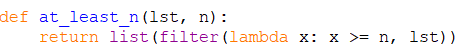 def at_least_n(lst, n):
    return list(filter(lambda x: x >= n, lst))